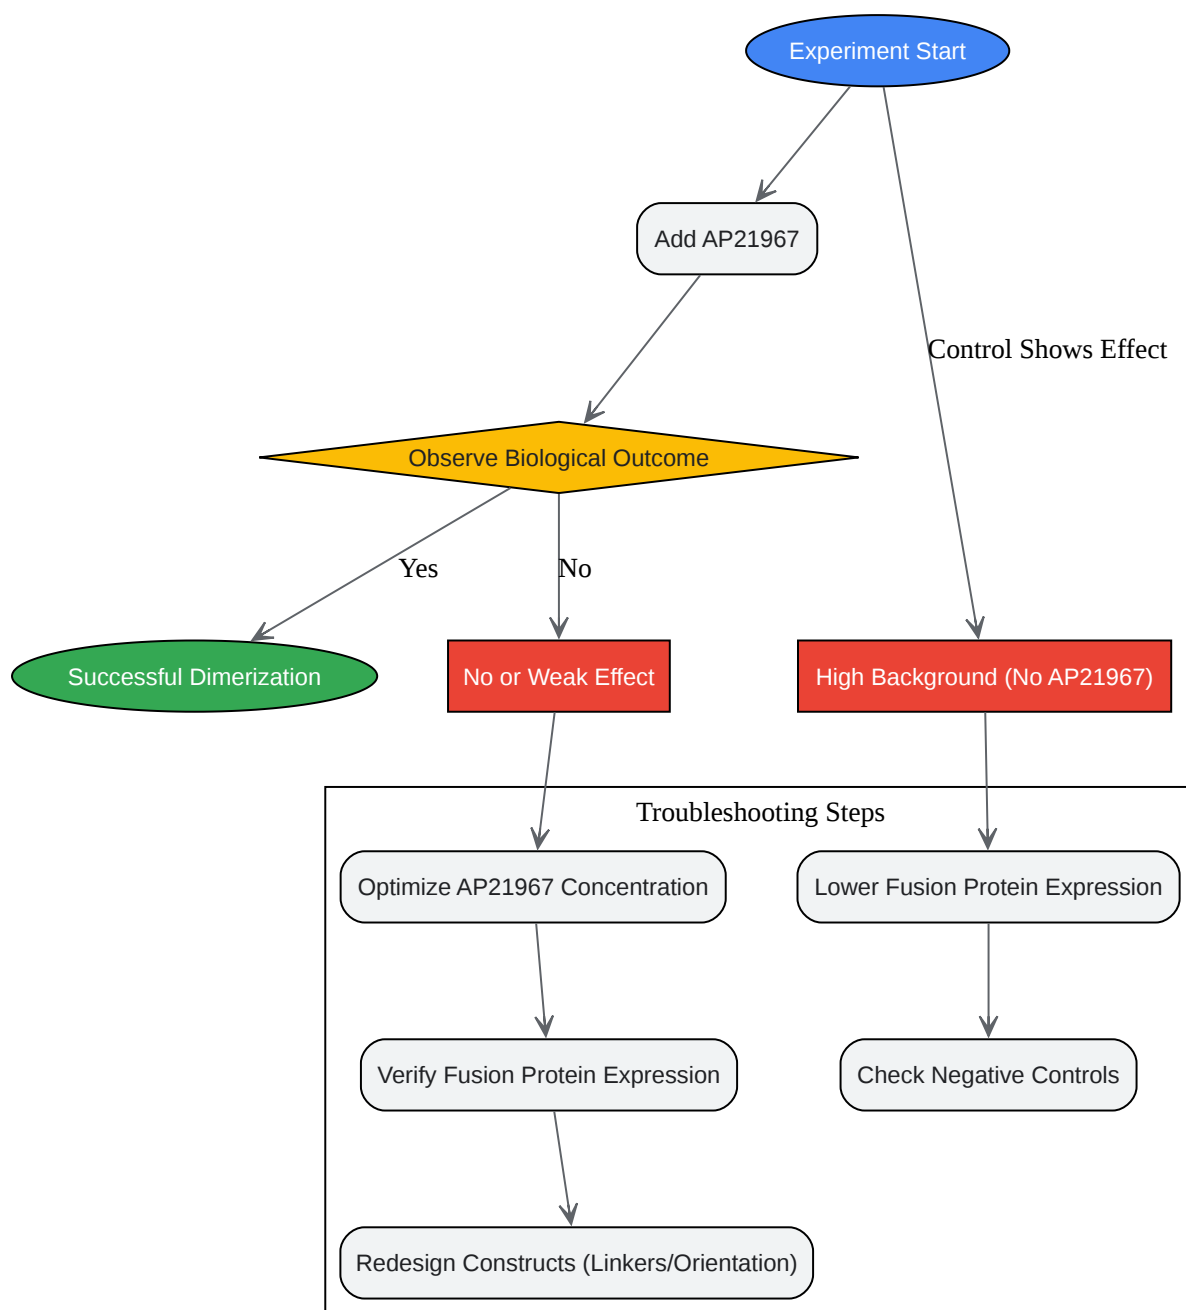 Experiment Start
Add AP21967
Control Shows Effect
Observe Biological Outcome
Yes
No
Successful Dimerization
No or Weak Effect
High Background (No AP21967)
Troubleshooting Steps
Optimize AP21967 Concentration
Lower Fusion Protein Expression
Verify Fusion Protein Expression
Check Negative Controls
Redesign Constructs (Linkers/Orientation)